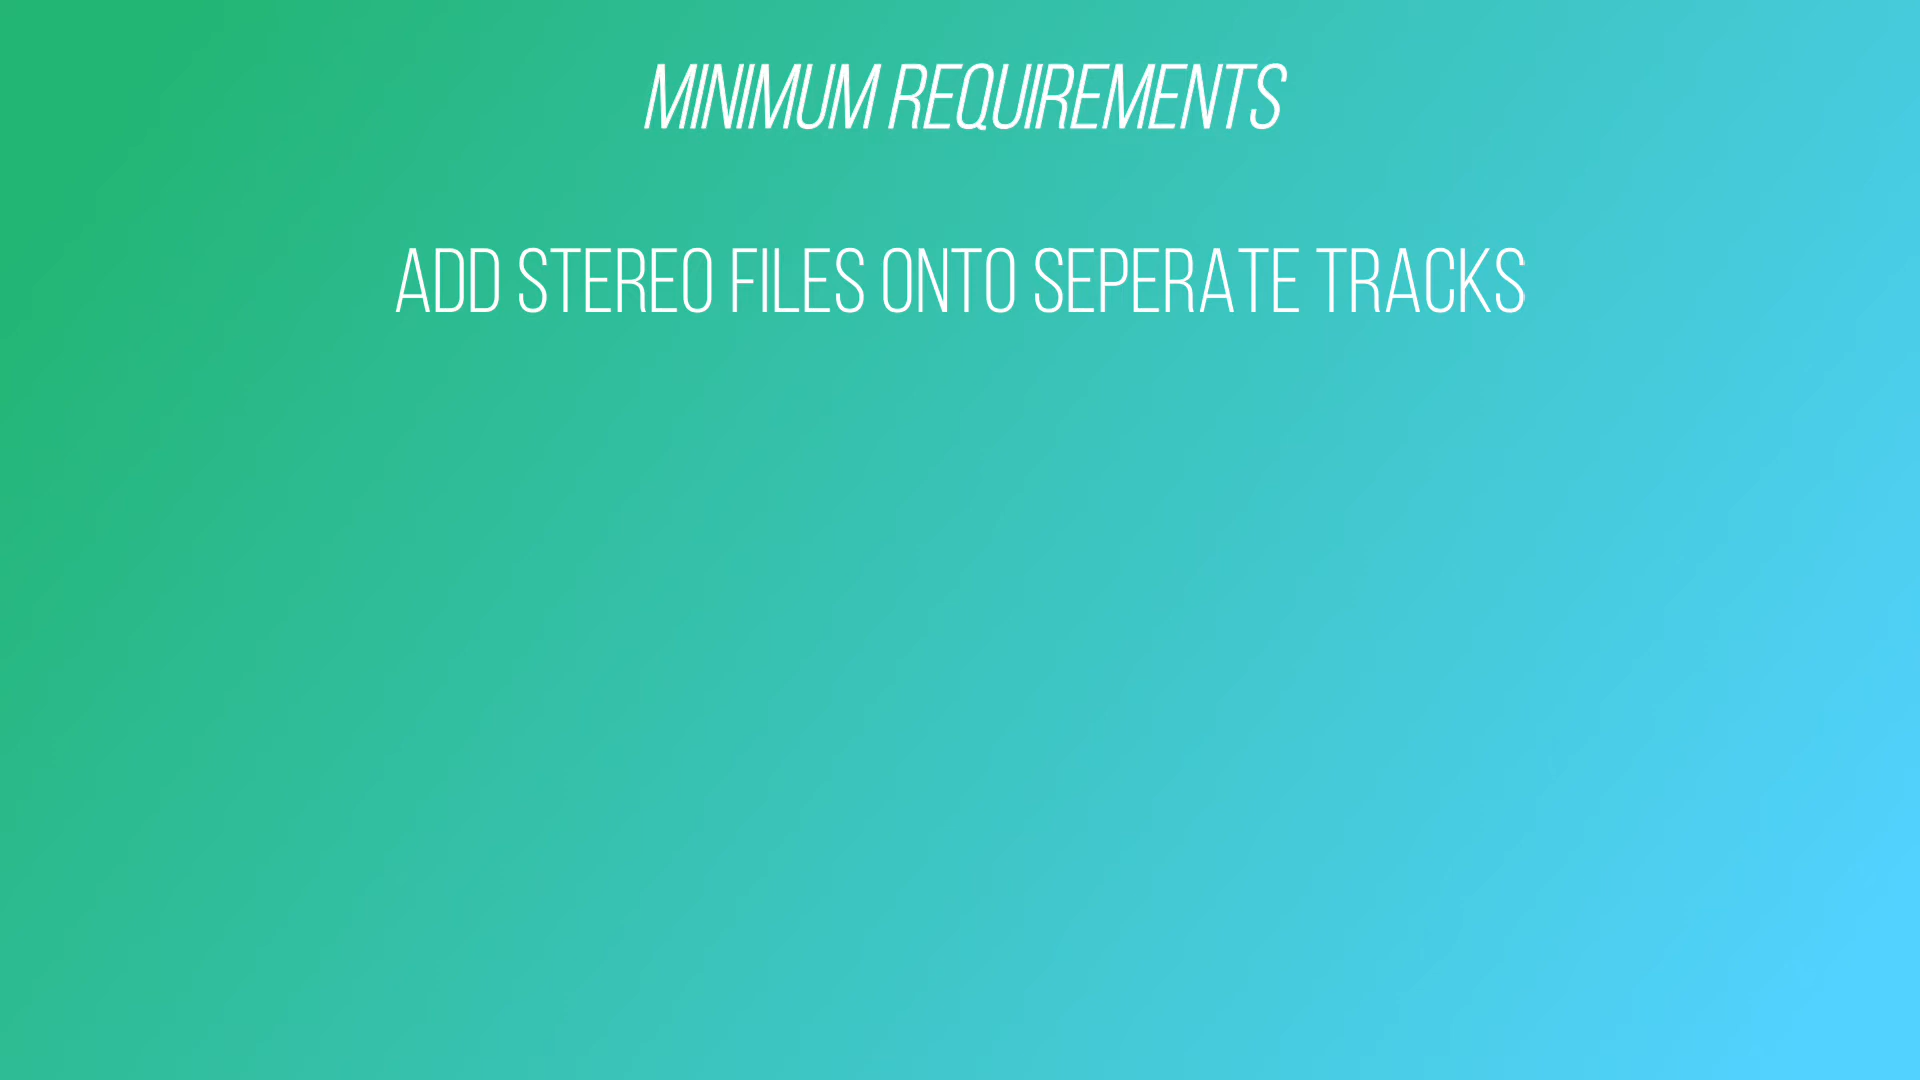 MINIMUM REQUIREMENTS
ADD STEREO FILES ONTO SEPERATE TRACKS